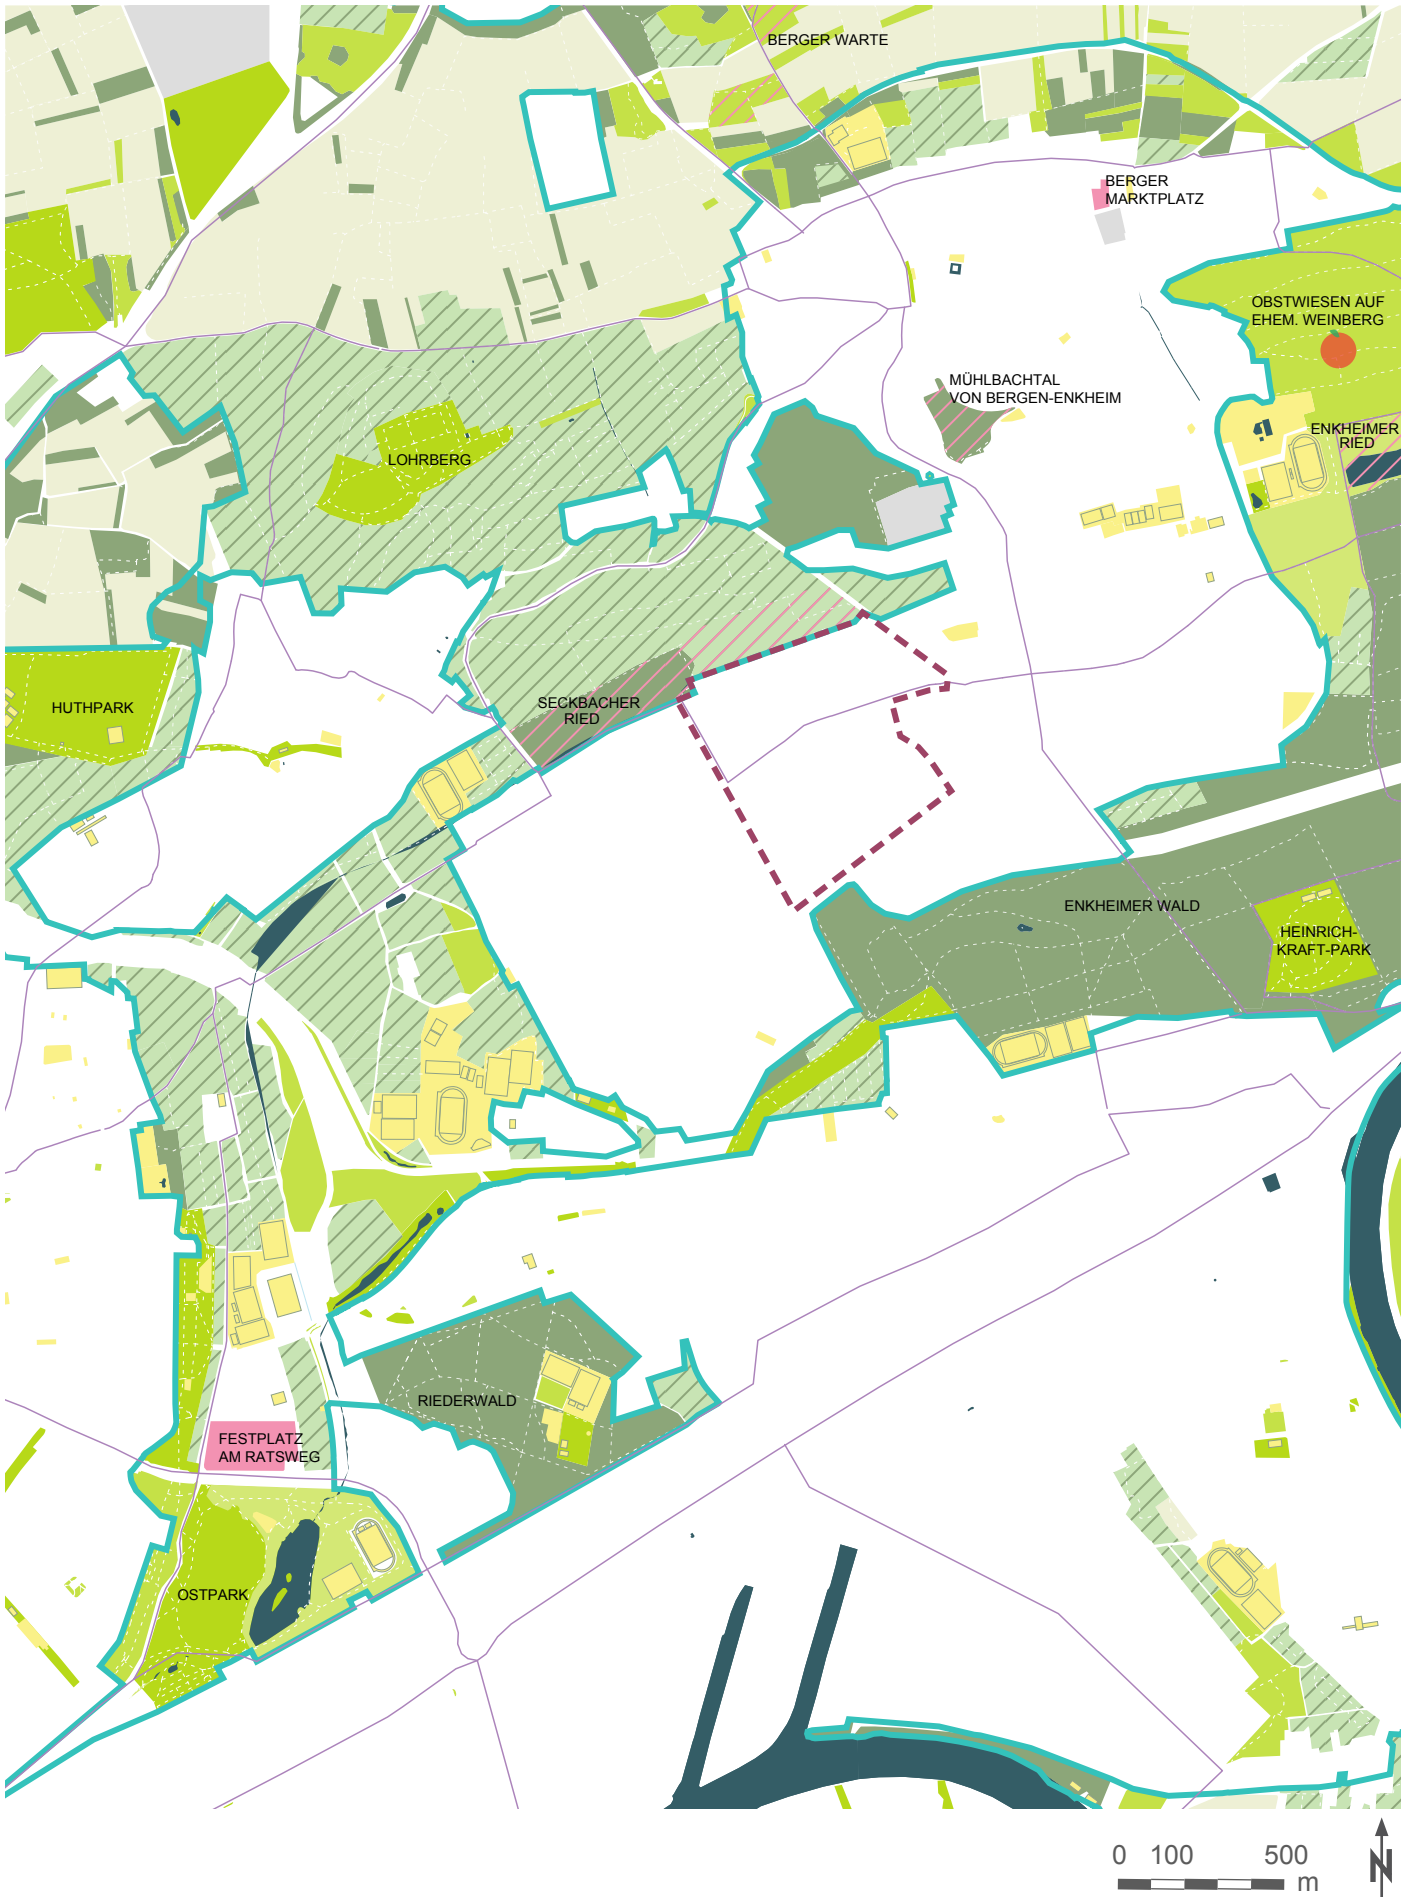 BERGER WARTE
BERGER
MARKTPLATZ
OBSTWIESEN AUF
EHEM. WEINBERG
MÜHLBACHTAL
VON BERGEN-ENKHEIM
ENKHEIMER
RIED
LOHRBERG
SECKBACHER
RIED
HUTHPARK
ENKHEIMER WALD
HEINRICH-
KRAFT-PARK
RIEDERWALD
FESTPLATZ
AM RATSWEG
OSTPARK
0 100 500
m
N